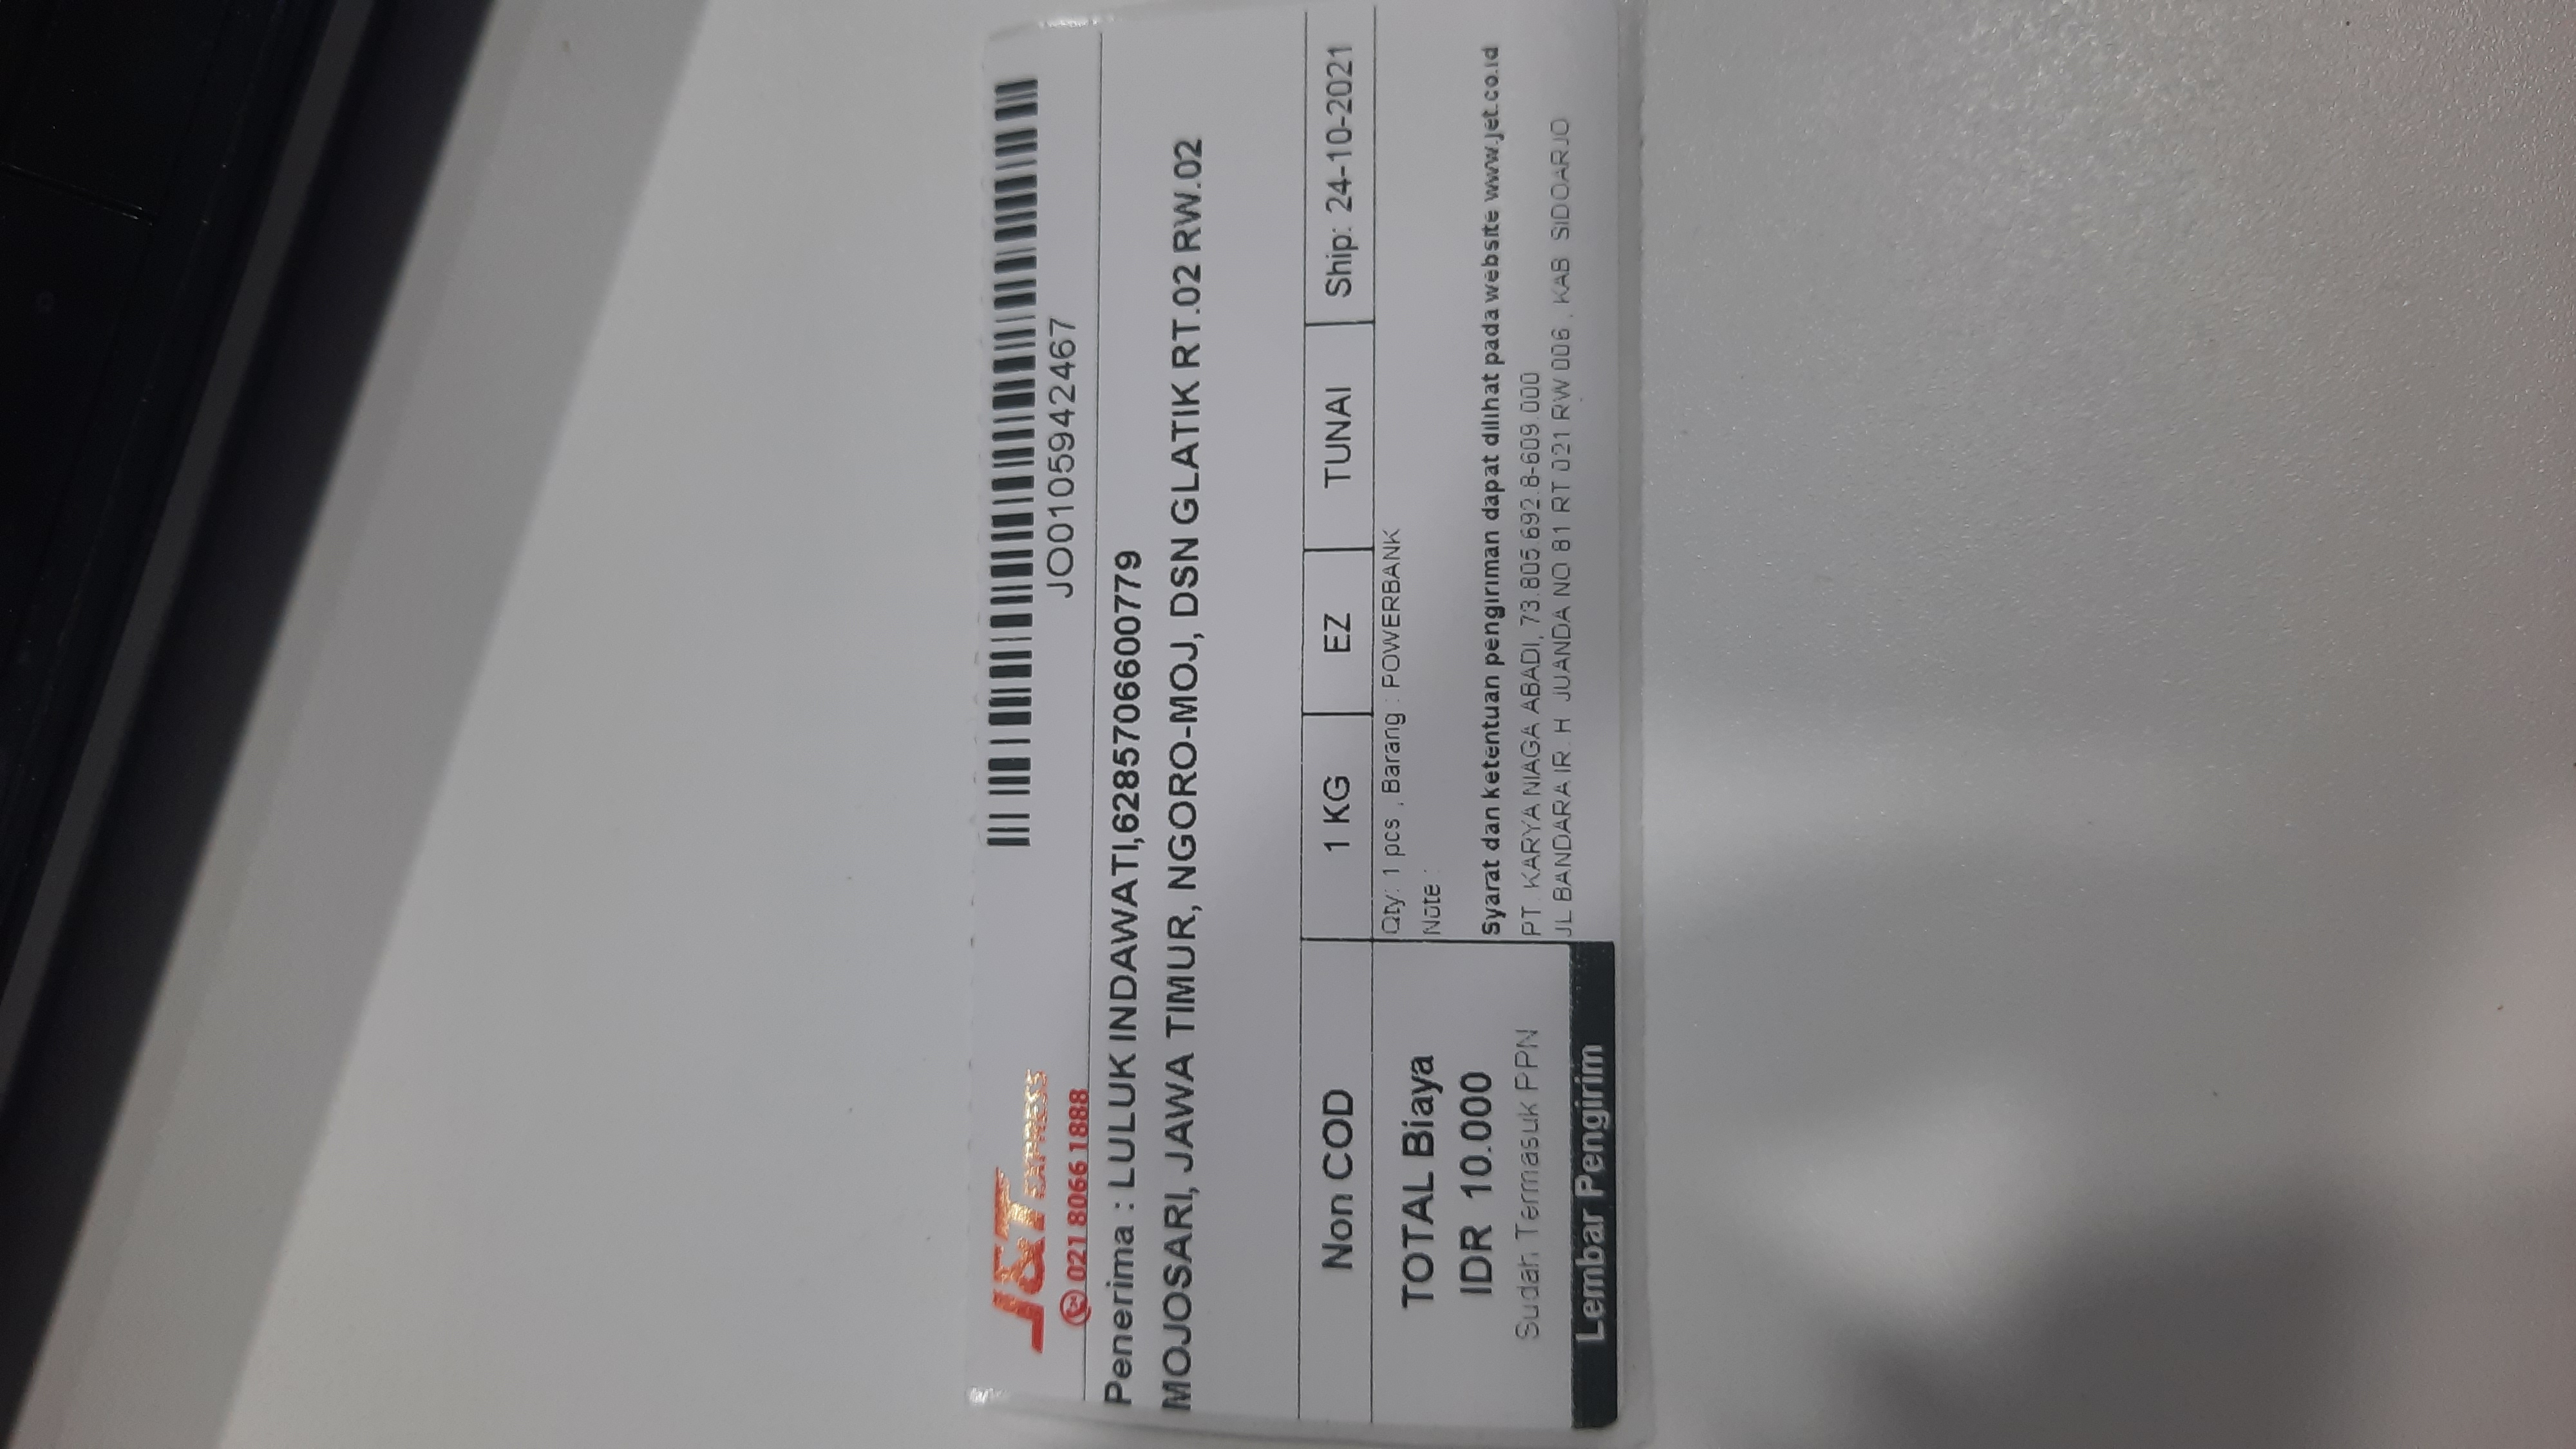 J&T EXPRESS
021 8066 1888
JO0105942467
Penerima : LULUK INDAWATI,6285706600779
MOJOSARI, JAWA TIMUR, NGORO-MOJ, DSN GLATIK RT.02 RW.02
Non COD
1 KG
EZ
TUNAI
Ship: 24-10-2021
TOTAL Biaya
IDR 10.000
Sudah Termasuk PPN
Lembar Pengirim
Qty: 1 pcs , Barang : POWERBANK
Note :
Syarat dan ketentuan pengiriman dapat dilihat pada website www.jet.co.id
PT. KARYA NIAGA ABADI, 73.805.692.8-609.000
JL BANDARA IR. H JUANDA NO 81 RT 021 RW 006 , KAB SIDOARJO